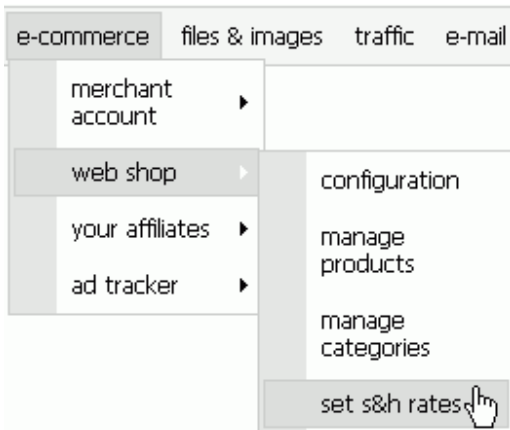 e-commerce files & images traffic e-mail
merchant
account
web shop
your affiliates
ad tracker
configuration
manage
products
manage
categories
set s&h rates